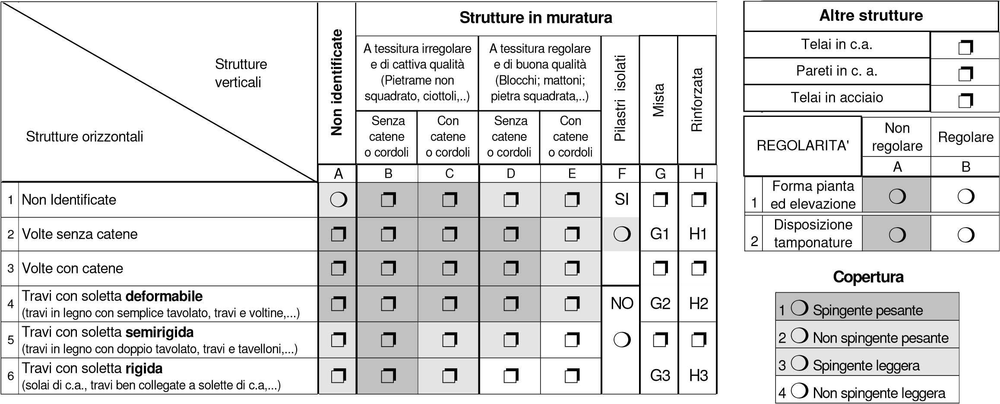 Strutture
verticali
Strutture orizzontali
Non identificate
Strutture in muratura
A tessitura irregolare
e di cattiva qualità
(Pietrame non
squadrato, ciottoli,..)
A tessitura regolare
e di buona qualità
(Blocchi; mattoni;
pietra squadrata,..)
Pilastri isolati
Mista
Rinforzata
Senza
catene
o cordoli
Con
catene
o cordoli
Senza
catene
o cordoli
Con
catene
o cordoli
A B C D E F G H
1 Non Identificate SI
2 Volte senza catene G1 H1
3 Volte con catene
4 Travi con soletta deformabile
(travi in legno con semplice tavolato, travi e voltine,...) NO G2 H2
5 Travi con soletta semirigida
(travi in legno con doppio tavolato, travi e tavelloni,...)
6 Travi con soletta rigida
(solai di c.a., travi ben collegate a solette di c.a,...) G3 H3
Altre strutture
Telai in c.a.
Pareti in c. a.
Telai in acciaio
REGOLARITA'
Non
regolare
Regolare
A B
1 Forma pianta
ed elevazione
2 Disposizione
tamponature
Copertura
1 Spingente pesante
2 Non spingente pesante
3 Spingente leggera
4 Non spingente leggera